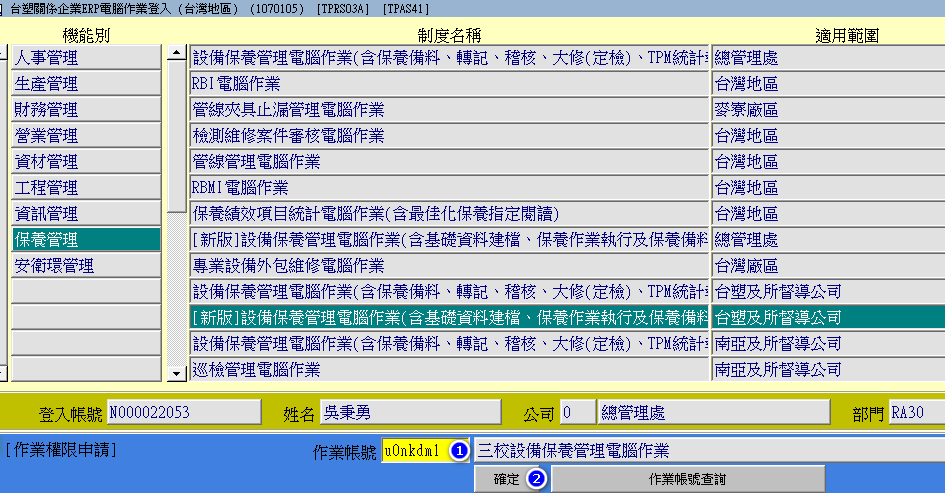 台塑關係企業ERP電腦作業登入 (台灣地區) (1070105) [TPRS03A] [TPAS41]
機能別 制度名稱 適用範圍
人事管理 設備保養管理電腦作業(含保養備料、轉記、稽核、大修(定檢)、TPM統計 總管理處
生產管理 RBI電腦作業 台灣地區
財務管理 管線夾具止漏管理電腦作業 麥寮廠區
營業管理 檢測維修案件審核電腦作業 台灣地區
資材管理 管線管理電腦作業 台灣地區
工程管理 RBMI電腦作業 台灣地區
資訊管理 保養績效項目統計電腦作業(含最佳化保養指定閱讀) 台灣地區
保養管理 [新版]設備保養管理電腦作業(含基礎資料建檔、保養作業執行及保養備料 總管理處
安衛環管理 專業設備外包維修電腦作業 台灣廠區
設備保養管理電腦作業(含保養備料、轉記、稽核、大修(定檢)、TPM統計 台塑及所督導公司
[新版]設備保養管理電腦作業(含基礎資料建檔、保養作業執行及保養備料 台塑及所督導公司
設備保養管理電腦作業(含保養備料、轉記、稽核、大修(定檢)、TPM統計 南亞及所督導公司
巡檢管理電腦作業 南亞及所督導公司
登入帳號 N000022053 姓名 吳秉勇 公司 0 總管理處 部門 RA30
[作業權限申請] 作業帳號 u0nkdm1 1 三校設備保養管理電腦作業
確定 2 作業帳號查詢